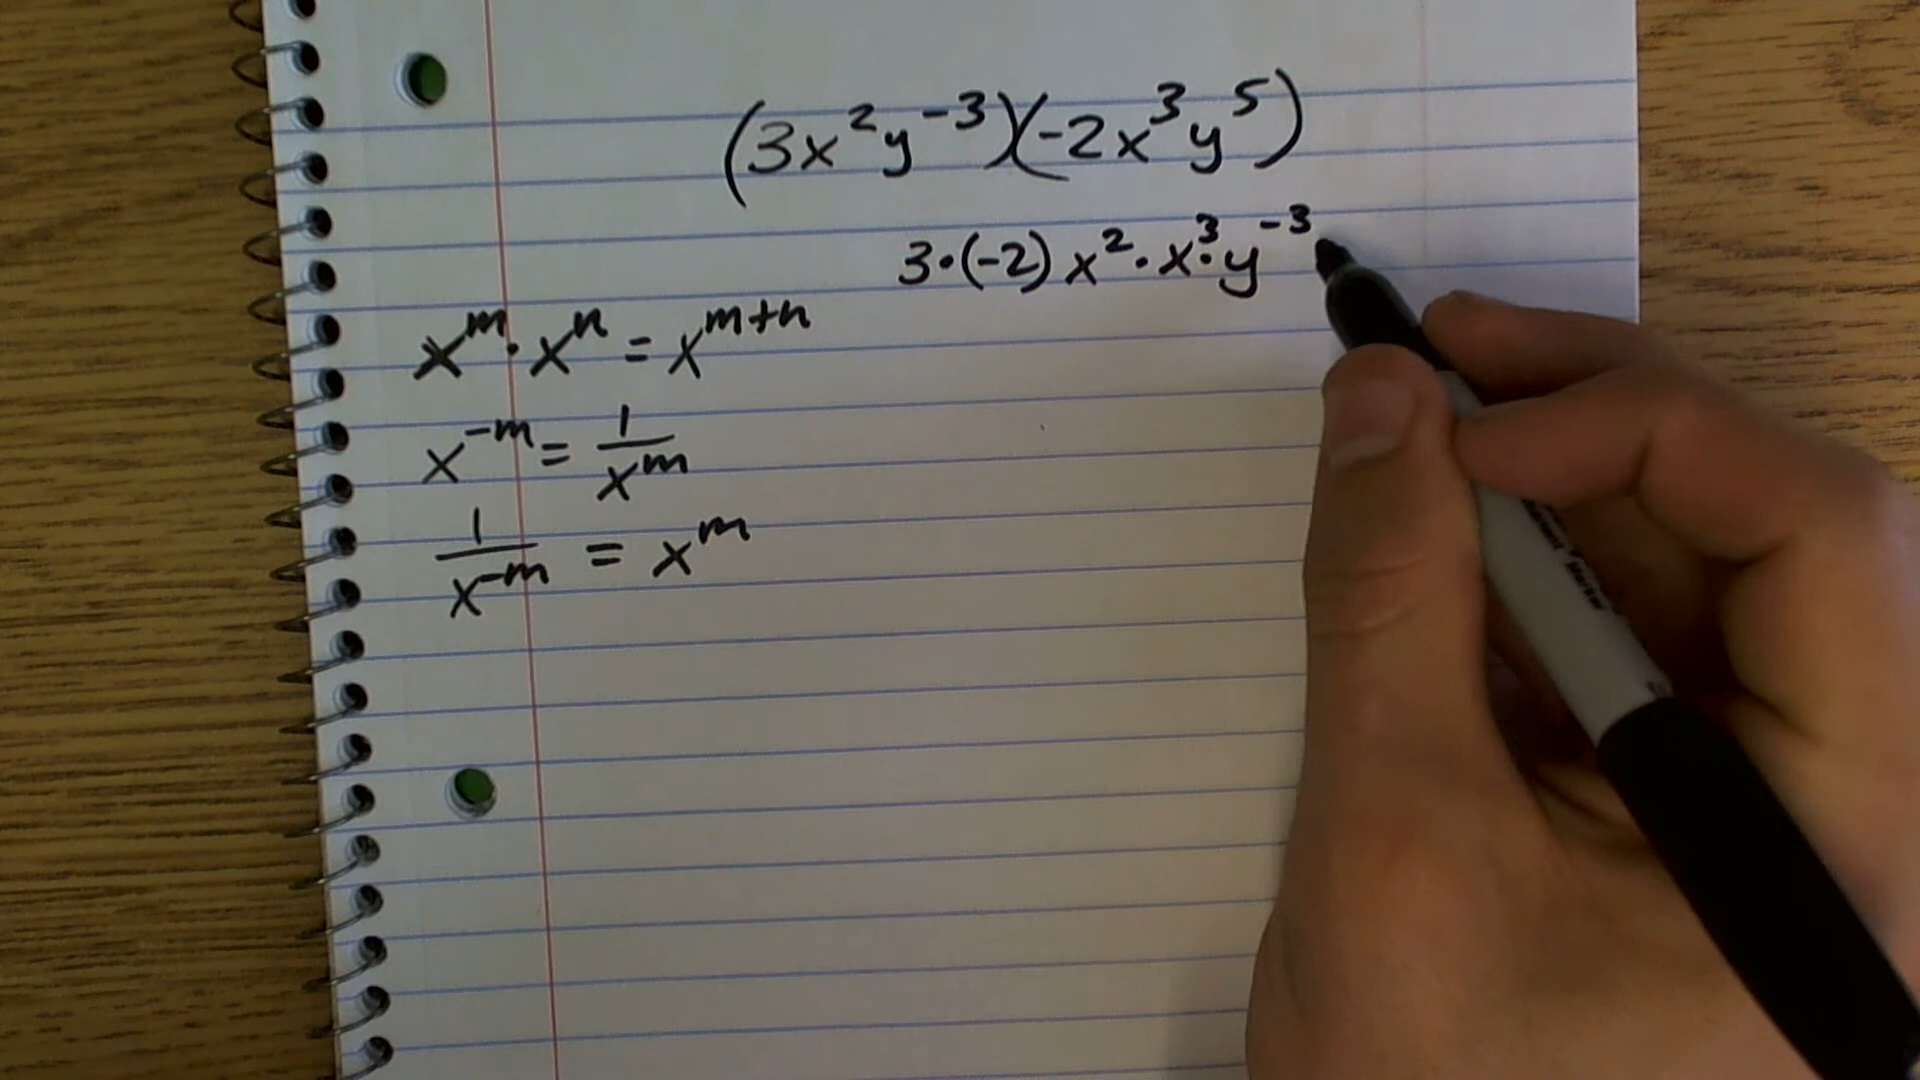 (3x²y⁻³)(-2x³y⁵)
3·(-2) x²·x³·y⁻³
xᵐ·xⁿ = xᵐ⁺ⁿ
x⁻ᵐ = 1/xᵐ
1/x⁻ᵐ = xᵐ